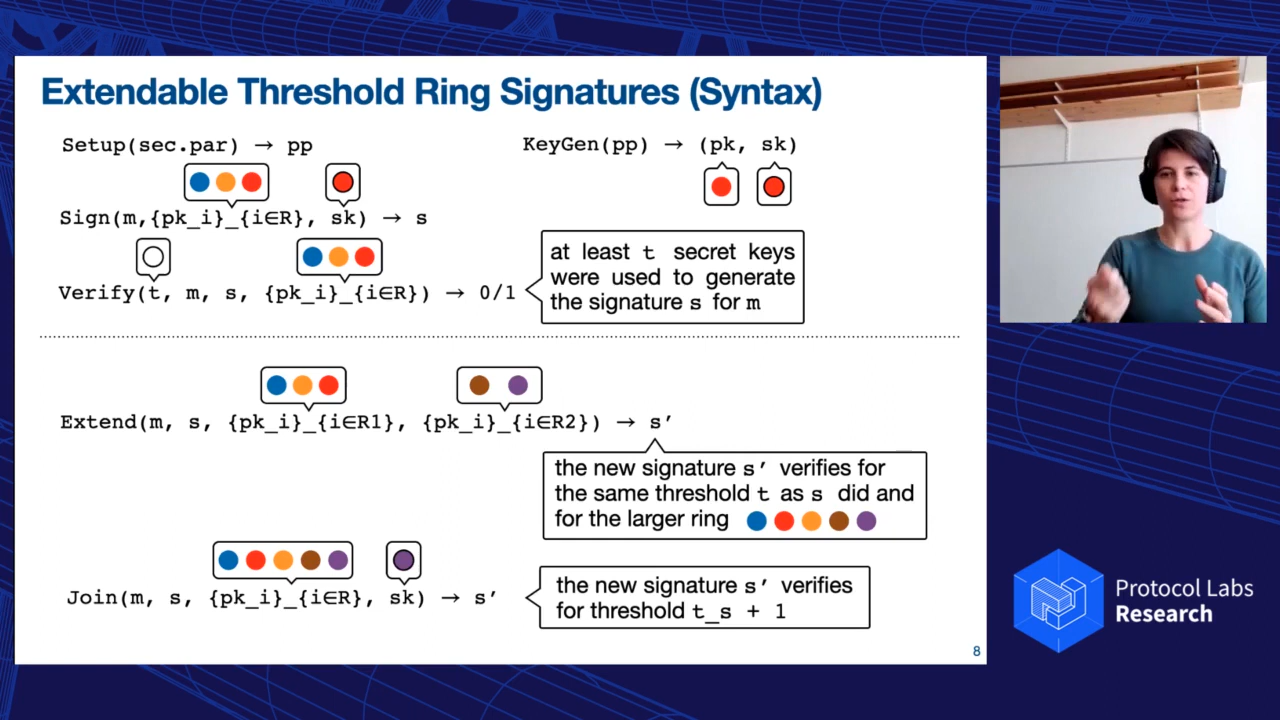 Extendable Threshold Ring Signatures (Syntax)
Setup(sec.par) → pp
KeyGen(pp) → (pk, sk)
Sign(m,{pk_i}_{i∈R}, sk) → s
Verify(t, m, s, {pk_i}_{i∈R}) → 0/1
at least t secret keys
were used to generate
the signature s for m
Extend(m, s, {pk_i}_{i∈R1}, {pk_i}_{i∈R2}) → s’
the new signature s’ verifies for
the same threshold t as s did and
for the larger ring
Join(m, s, {pk_i}_{i∈R}, sk) → s’
the new signature s’ verifies
for threshold t_s + 1
8
Protocol Labs
Research